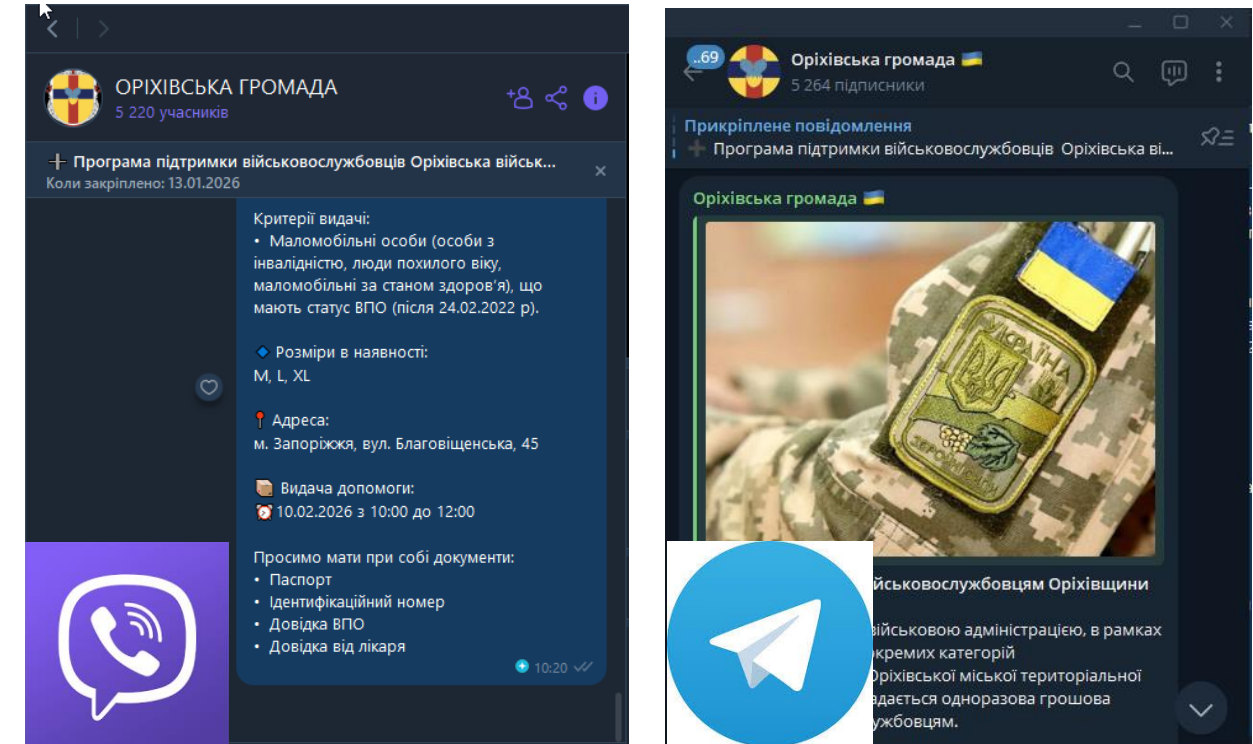 ОРІХІВСЬКА ГРОМАДА
5 220 учасників
Програма підтримки військовослужбовців Оріхівська військ...
Коли закріплено: 13.01.2026
Критерії видачі:
• Маломобільні особи (особи з
інвалідністю, люди похилого віку,
маломобільні за станом здоров'я), що
мають статус ВПО (після 24.02.2022 р).
Розміри в наявності:
M, L, XL
Адреса:
м. Запоріжжя, вул. Благовіщенська, 45
Видача допомоги:
10.02.2026 з 10:00 до 12:00
Просимо мати при собі документи:
• Паспорт
• Ідентифікаційний номер
• Довідка ВПО
• Довідка від лікаря
10:20
..69
Оріхівська громада
5 264 підписники
Прикріплене повідомлення
Програма підтримки військовослужбовців Оріхівська ві...
Оріхівська громада
УКРАЇНА
ЗБРОЙНІ СИЛИ
йськовослужбовцям Оріхівщини
військовою адміністрацією, в рамках
окремих категорій
Оріхівської міської територіальної
адається одноразова грошова
ужбовцям.